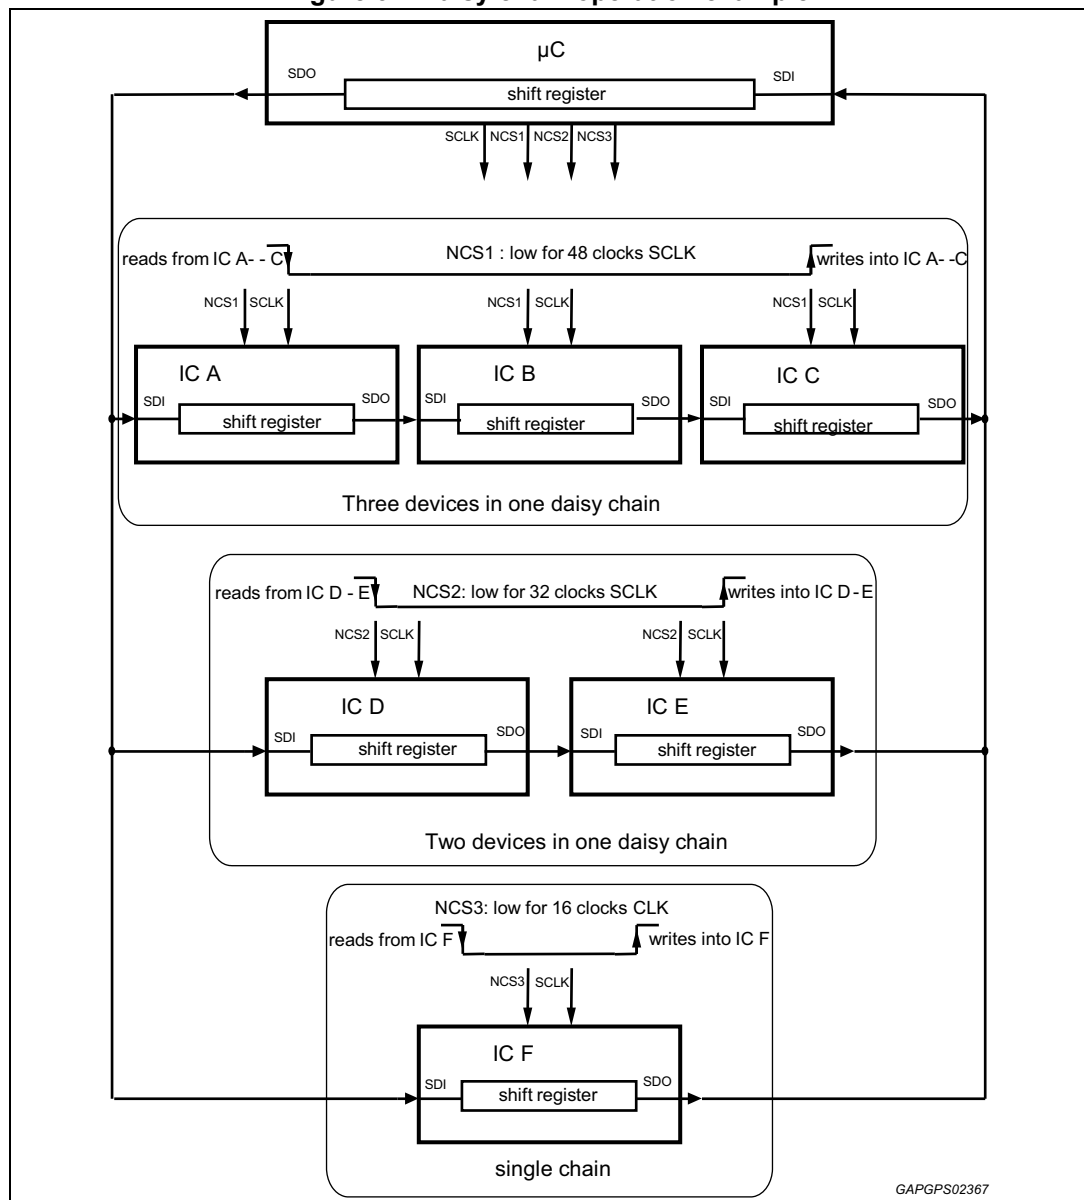 µC
SDO
SDI
shift register
SCLK NCS1 NCS2 NCS3
reads from IC A- - C
NCS1 : low for 48 clocks SCLK
writes into IC A- -C
NCS1 SCLK
NCS1 SCLK
NCS1 SCLK
IC A
IC B
IC C
SDI
SDO
SDI
SDO
SDI
SDO
shift register
shift register
shift register
Three devices in one daisy chain
reads from IC D - E
NCS2: low for 32 clocks SCLK
writes into IC D - E
NCS2 SCLK
NCS2 SCLK
IC D
IC E
SDI
SDO
SDI
SDO
shift register
shift register
Two devices in one daisy chain
NCS3: low for 16 clocks CLK
reads from IC F
writes into IC F
NCS3 SCLK
IC F
SDI
SDO
shift register
single chain
GAPGPS02367